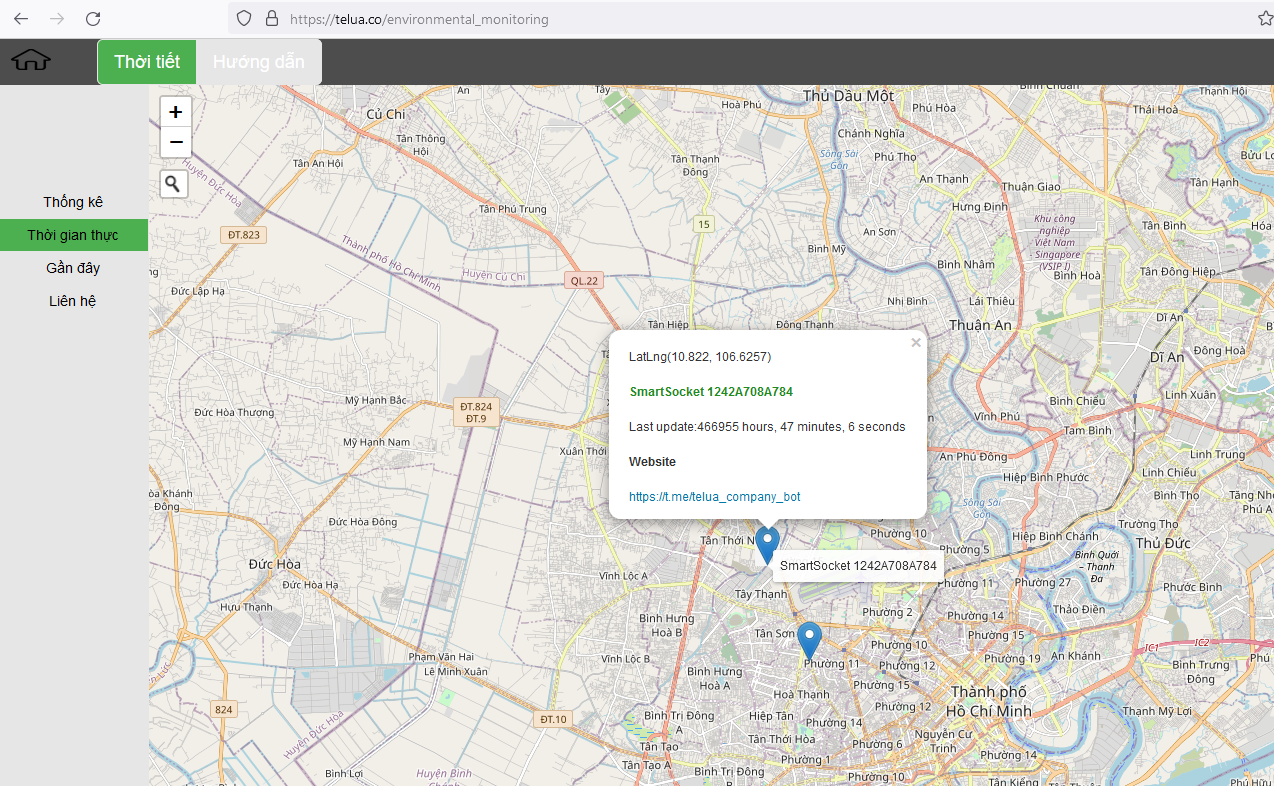 https://telua.co/environmental_monitoring
Thời tiết
Hướng dẫn
Thống kê
Thời gian thực
Gần đây
Liên hệ
+
−
An
Hoà Phú
Thủ Dầu Một
Phú Hòa
Thạnh Hội
Củ Chi
Thái Hoà
Tân Thông
Hội
Chánh Nghĩa
Sông Sài
Gòn
Phú Thọ
Tân An Hội
Huyện Đức Hòa
Tân Thạnh
Đông
An Thạnh
Thuận Giao
Tân Hạnh
Tân Phú Trung
Hưng Định
15
An Sơn
Khu công
nghiệp
Việt Nam
- Singapore
(VSIP I)
Tân Bình
ĐT.823
Thành phố Hồ Chí Minh
Huyện Củ Chi
Bình Mỹ
Bình Nhâm
Bình Hoà
Tân Đông Hiệp
QL.22
Đức Lập Hạ
Nhị Bình
Lái Thiêu
Tân Xuân
Tân Hiệp
Đông Thạnh
Thuận An
Dĩ An
LatLng(10.822, 106.6257)
×
SmartSocket 1242A708A784
Last update:466955 hours, 47 minutes, 6 seconds
Website
https://t.me/telua_company_bot
Dĩ An
Đông Hoà
Mỹ Hạnh Bắc
ĐT.824
ĐT.9
Đức Hòa Thượng
Bình Chiểu
Vĩnh Phú
Tam Bình
Mỹ Hạnh Nam
Xuân Thới
Linh Trung
An Phú Đông
Linh Chiểu
Hiệp Bình Phước
Bình Thọ
Đức Hòa Đông
Sông Sài
Gòn
Trường Thọ
Tân Thới N
Phường 10
Hiệp Bình Chánh
Thủ Đức
Phường 5
Bình Quới
– Thanh
Đa
Đức Hòa
SmartSocket 1242A708A784
Đức Hòa Hạ
Vĩnh Lộc A
Phường 11
Phường 27
Phước Bình
Tây Thạnh
Hựu Thạnh
Bình Hưng
Hoà B
Phường 2
Phường 14
Thảo Điền
Tân Sơn
Phường 15
Phường 10
IC1
IC2
Phạm Văn Hai
Lê Minh Xuân
Vĩnh Lộc B
Phường 11
Phường 12
Phường 19
An Khánh
Bình Trưng
Đông
Bình Hưng
Hoà A
Phường 15
Hoà Thạnh
Thành phố
Hồ Chí Minh
824
ĐT.10
Bình Trị Đông
A
Hiệp Tân
Phường 14
Phường 12
Thạnh Mỹ Lợi
Huyện Đức Hòa
Tân Tạo
Tân Thới Hòa
Phường 6
Nguyễn Cư
Trinh
Phường 14
Tân Tạo A
Phường 1
Bình Lợi
Huyện Bình
Bình Trị Đông
Phường 10
Tân Kiểng
Phú Hữu